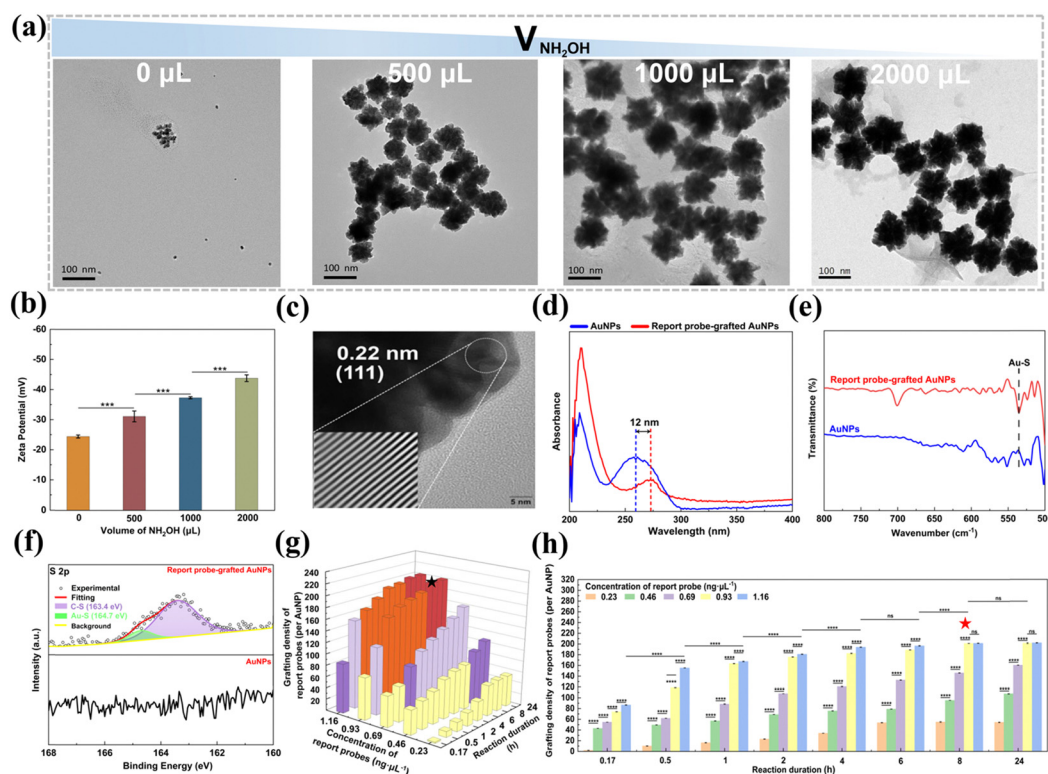 (a)
V NH₂OH
0 μL
500 μL
1000 μL
2000 μL
100 nm
100 nm
100 nm
100 nm
(b)
-60
-50
-40
-30
-20
-10
0
Zeta Potential (mV)
***
***
***
0
500
1000
2000
Volume of NH₂OH (μL)
(c)
0.22 nm
(111)
5 nm
(d)
AuNPs
Report probe-grafted AuNPs
12 nm
Absorbance
200
250
300
350
400
Wavelength (nm)
(e)
Au-S
Report probe-grafted AuNPs
AuNPs
Transmittance (%)
800
700
600
50
Wavenumber (cm⁻¹)
(f)
S 2p
Report probe-grafted AuNPs
Experimental
Fitting
C-S (163.4 eV)
Au-S (164.7 eV)
Background
AuNPs
Intensity (a.u.)
168
166
164
162
160
Binding Energy (eV)
(g)
240
220
200
180
160
140
120
100
80
60
40
20
Grafting density of
report probes (per AuNP)
1.16
0.93
0.69
0.46
0.23
Concentration of
report probes (ng·μL⁻¹)
0.17
0.5
1
2
4
6
8
24
Reaction duration
(h)
(h)
320
300
280
260
240
220
200
180
160
140
120
100
80
60
40
20
0
Grafting density of report probes (per AuNP)
Concentration of report probe (ng·μL⁻¹)
0.23
0.46
0.69
0.93
1.16
****
****
****
****
ns
****
ns
ns
ns
0.17
0.5
1
2
4
6
8
24
Reaction duration (h)